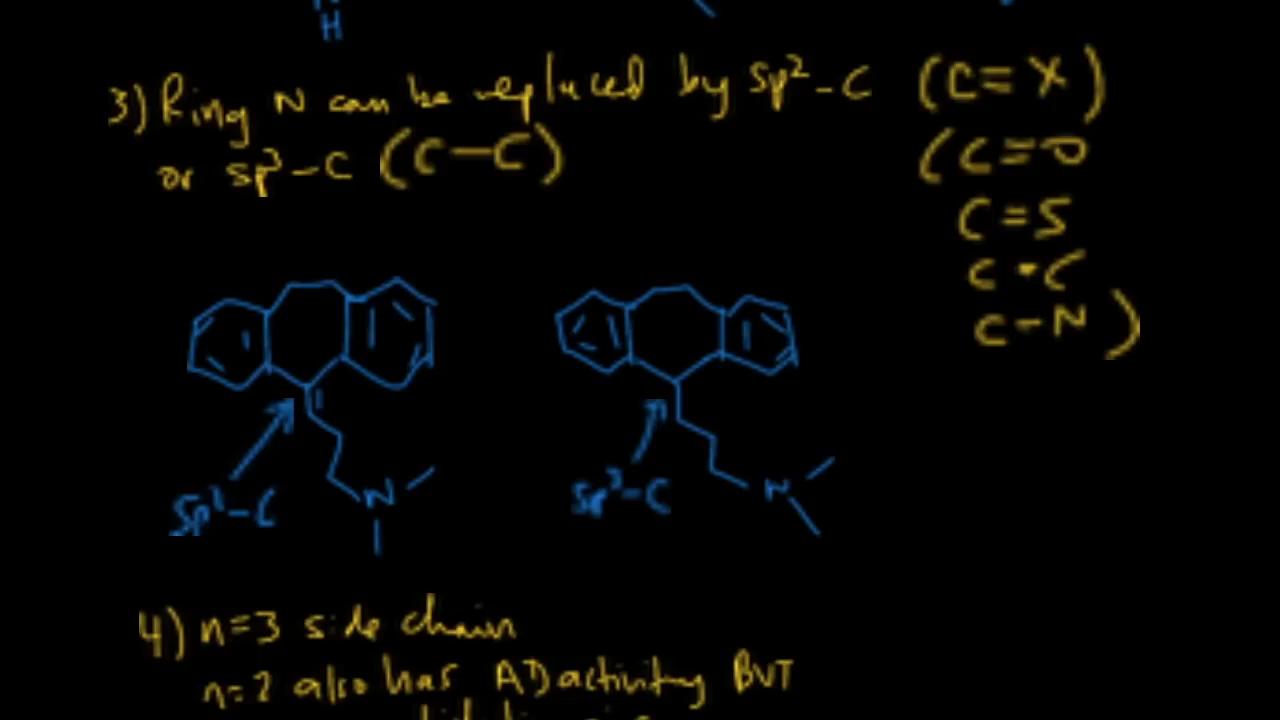 H
3) Ring N can be replaced by sp²-C (C=X)
or sp³-C (C-C)
(C=O
C=S
C-C
C-N)
N
N
sp²-C
sp³-C
4) n=3 side chain
n=2 also has AD activity BUT